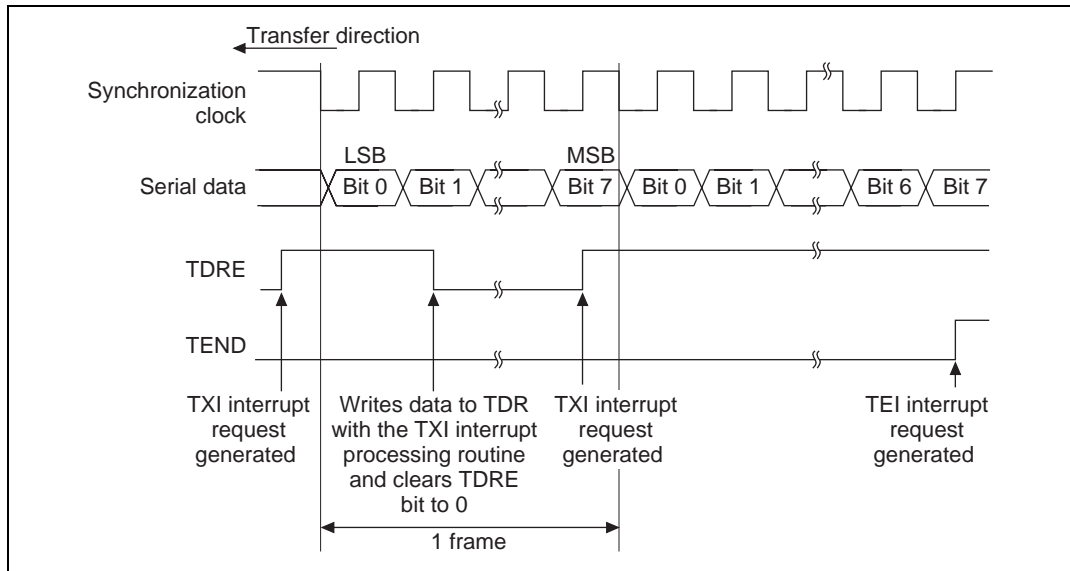 Transfer direction
Synchronization
clock
LSB
MSB
Serial data
Bit 0
Bit 1
Bit 7
Bit 0
Bit 1
Bit 6
Bit 7
TDRE
TEND
TXI interrupt
request
generated
Writes data to TDR
with the TXI interrupt
processing routine
and clears TDRE
bit to 0
TXI interrupt
request
generated
TEI interrupt
request
generated
1 frame